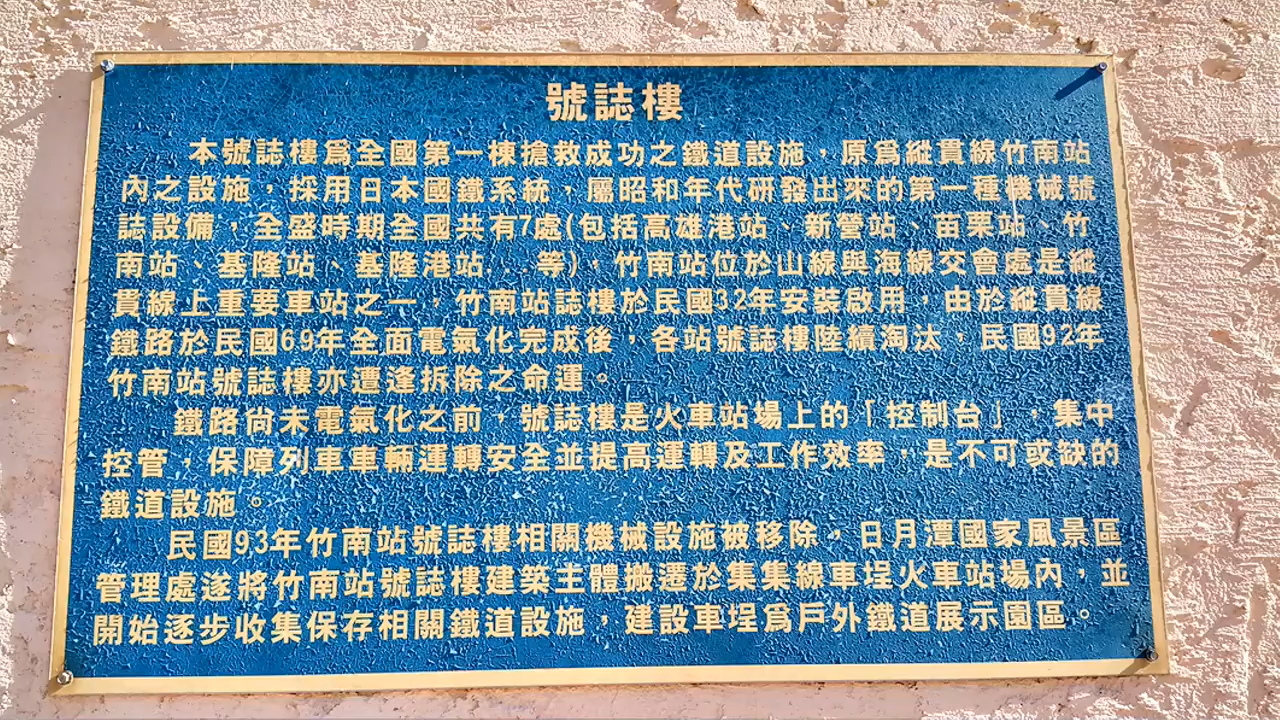 號誌樓
本號誌樓為全國第一棟搶救成功之鐵道設施，原為縱貫線竹南站
內之設施，採用日本國鐵系統，屬昭和年代研發出來的第一種機械號
誌設備，全盛時期全國共有7處(包括高雄港站、新營站、苗栗站、竹
南站、基隆站、基隆港站...等)，竹南站位於山線與海線交會處是縱
貫線上重要車站之一，竹南站誌樓於民國32年安裝啟用，由於縱貫線
鐵路於民國69年全面電氣化完成後，各站號誌樓陸續淘汰，民國92年
竹南站號誌樓亦遭逢拆除之命運。
鐵路尚未電氣化之前，號誌樓是火車站場上的「控制台」，集中
控管，保障列車車輛運轉安全並提高運轉及工作效率，是不可或缺的
鐵道設施。
民國93年竹南站號誌樓相關機械設施被移除，日月潭國家風景區
管理處遂將竹南站號誌樓建築主體搬遷於集集線車埕火車站場內，並
開始逐步收集保存相關鐵道設施，建設車埕為戶外鐵道展示園區。